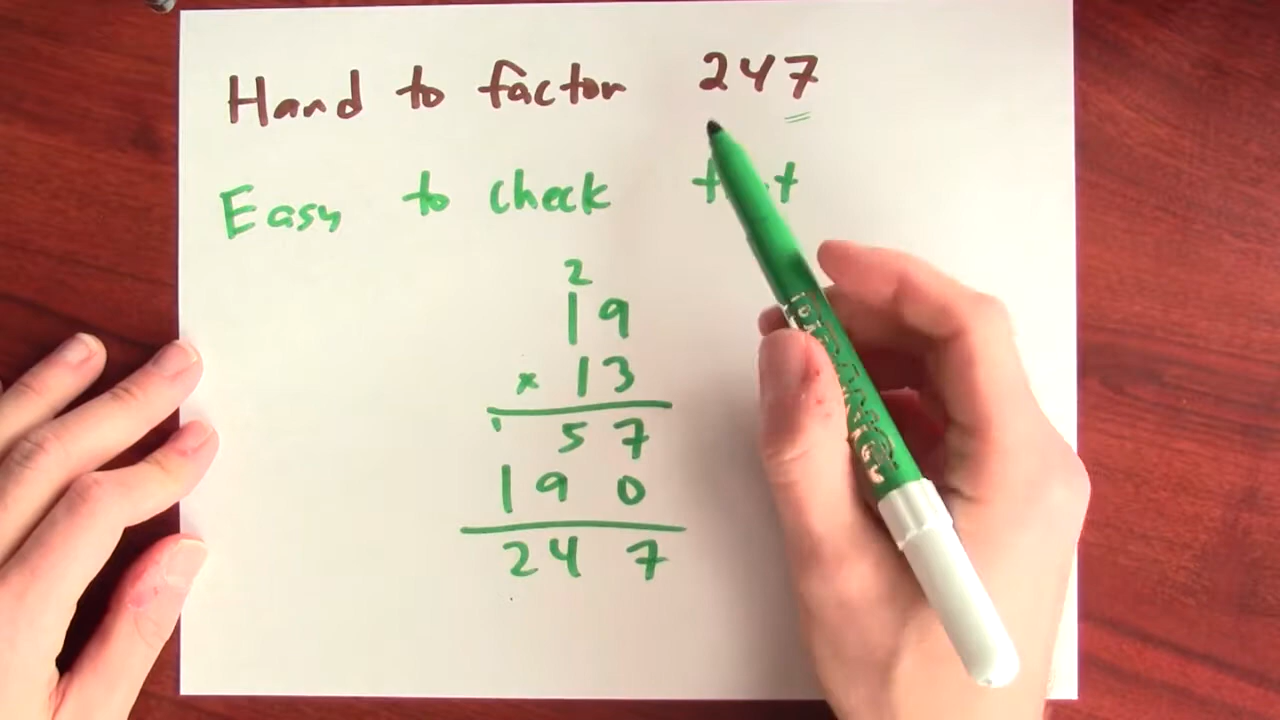 Hard to factor 247
Easy to check
2
19
x 13
1
57
190
247